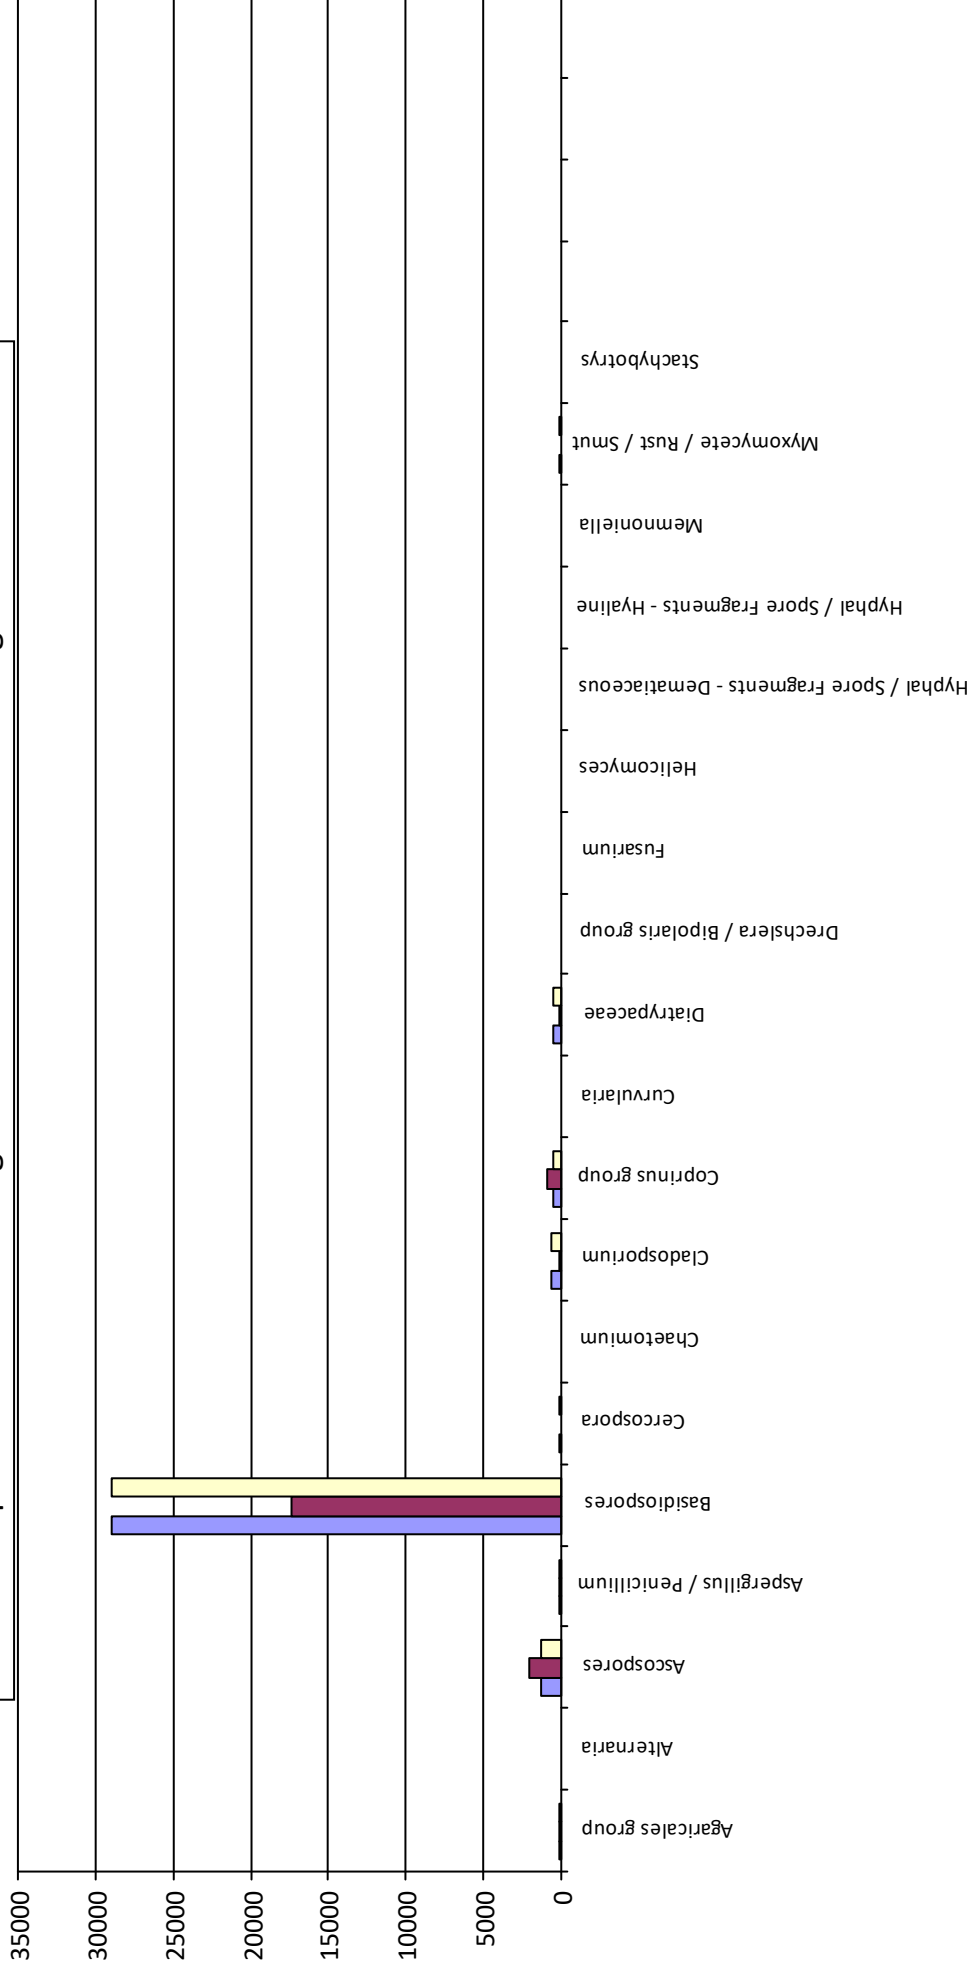 35000
30000
25000
20000
15000
10000
5000
0
Agaricales group
Alternaria
Ascospores
Aspergillus / Penicillium
Basidiospores
Cercospora
Chaetomium
Cladosporium
Coprinus group
Curvularia
Diatrypaceae
Drechslera / Bipolaris group
Fusarium
Helicomyces
Hyphal / Spore Fragments - Dematiaceous
Hyphal / Spore Fragments - Hyaline
Memnoniella
Myxomycete / Rust / Smut
Stachybotrys